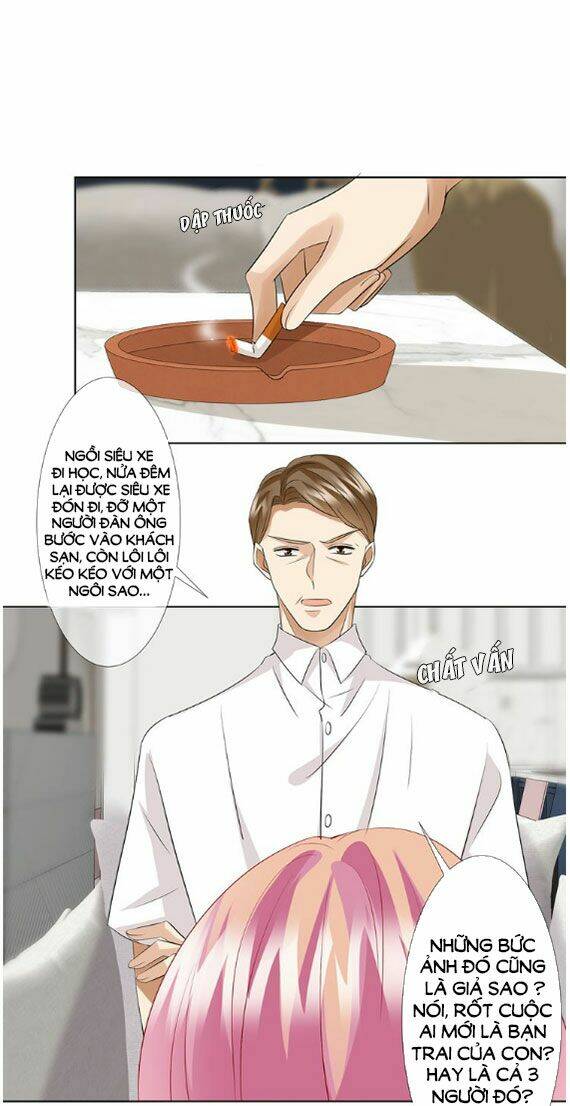 DẬP THUỐC
NGỒI SIÊU XE
ĐI HỌC, NỬA ĐÊM
LẠI ĐƯỢC SIÊU XE
ĐÓN ĐI, ĐỠ MỘT
NGƯỜI ĐÀN ÔNG
BƯỚC VÀO KHÁCH
SẠN, CÒN LÔI LÔI
KÉO KÉO VỚI MỘT
NGÔI SAO...
CHẤT VẤN
NHỮNG BỨC
ẢNH ĐÓ CŨNG
LÀ GIẢ SAO ?
NÓI, RỐT CUỘC
AI MỚI LÀ BẠN
TRAI CỦA CON?
HAY LÀ CẢ 3
NGƯỜI ĐÓ?